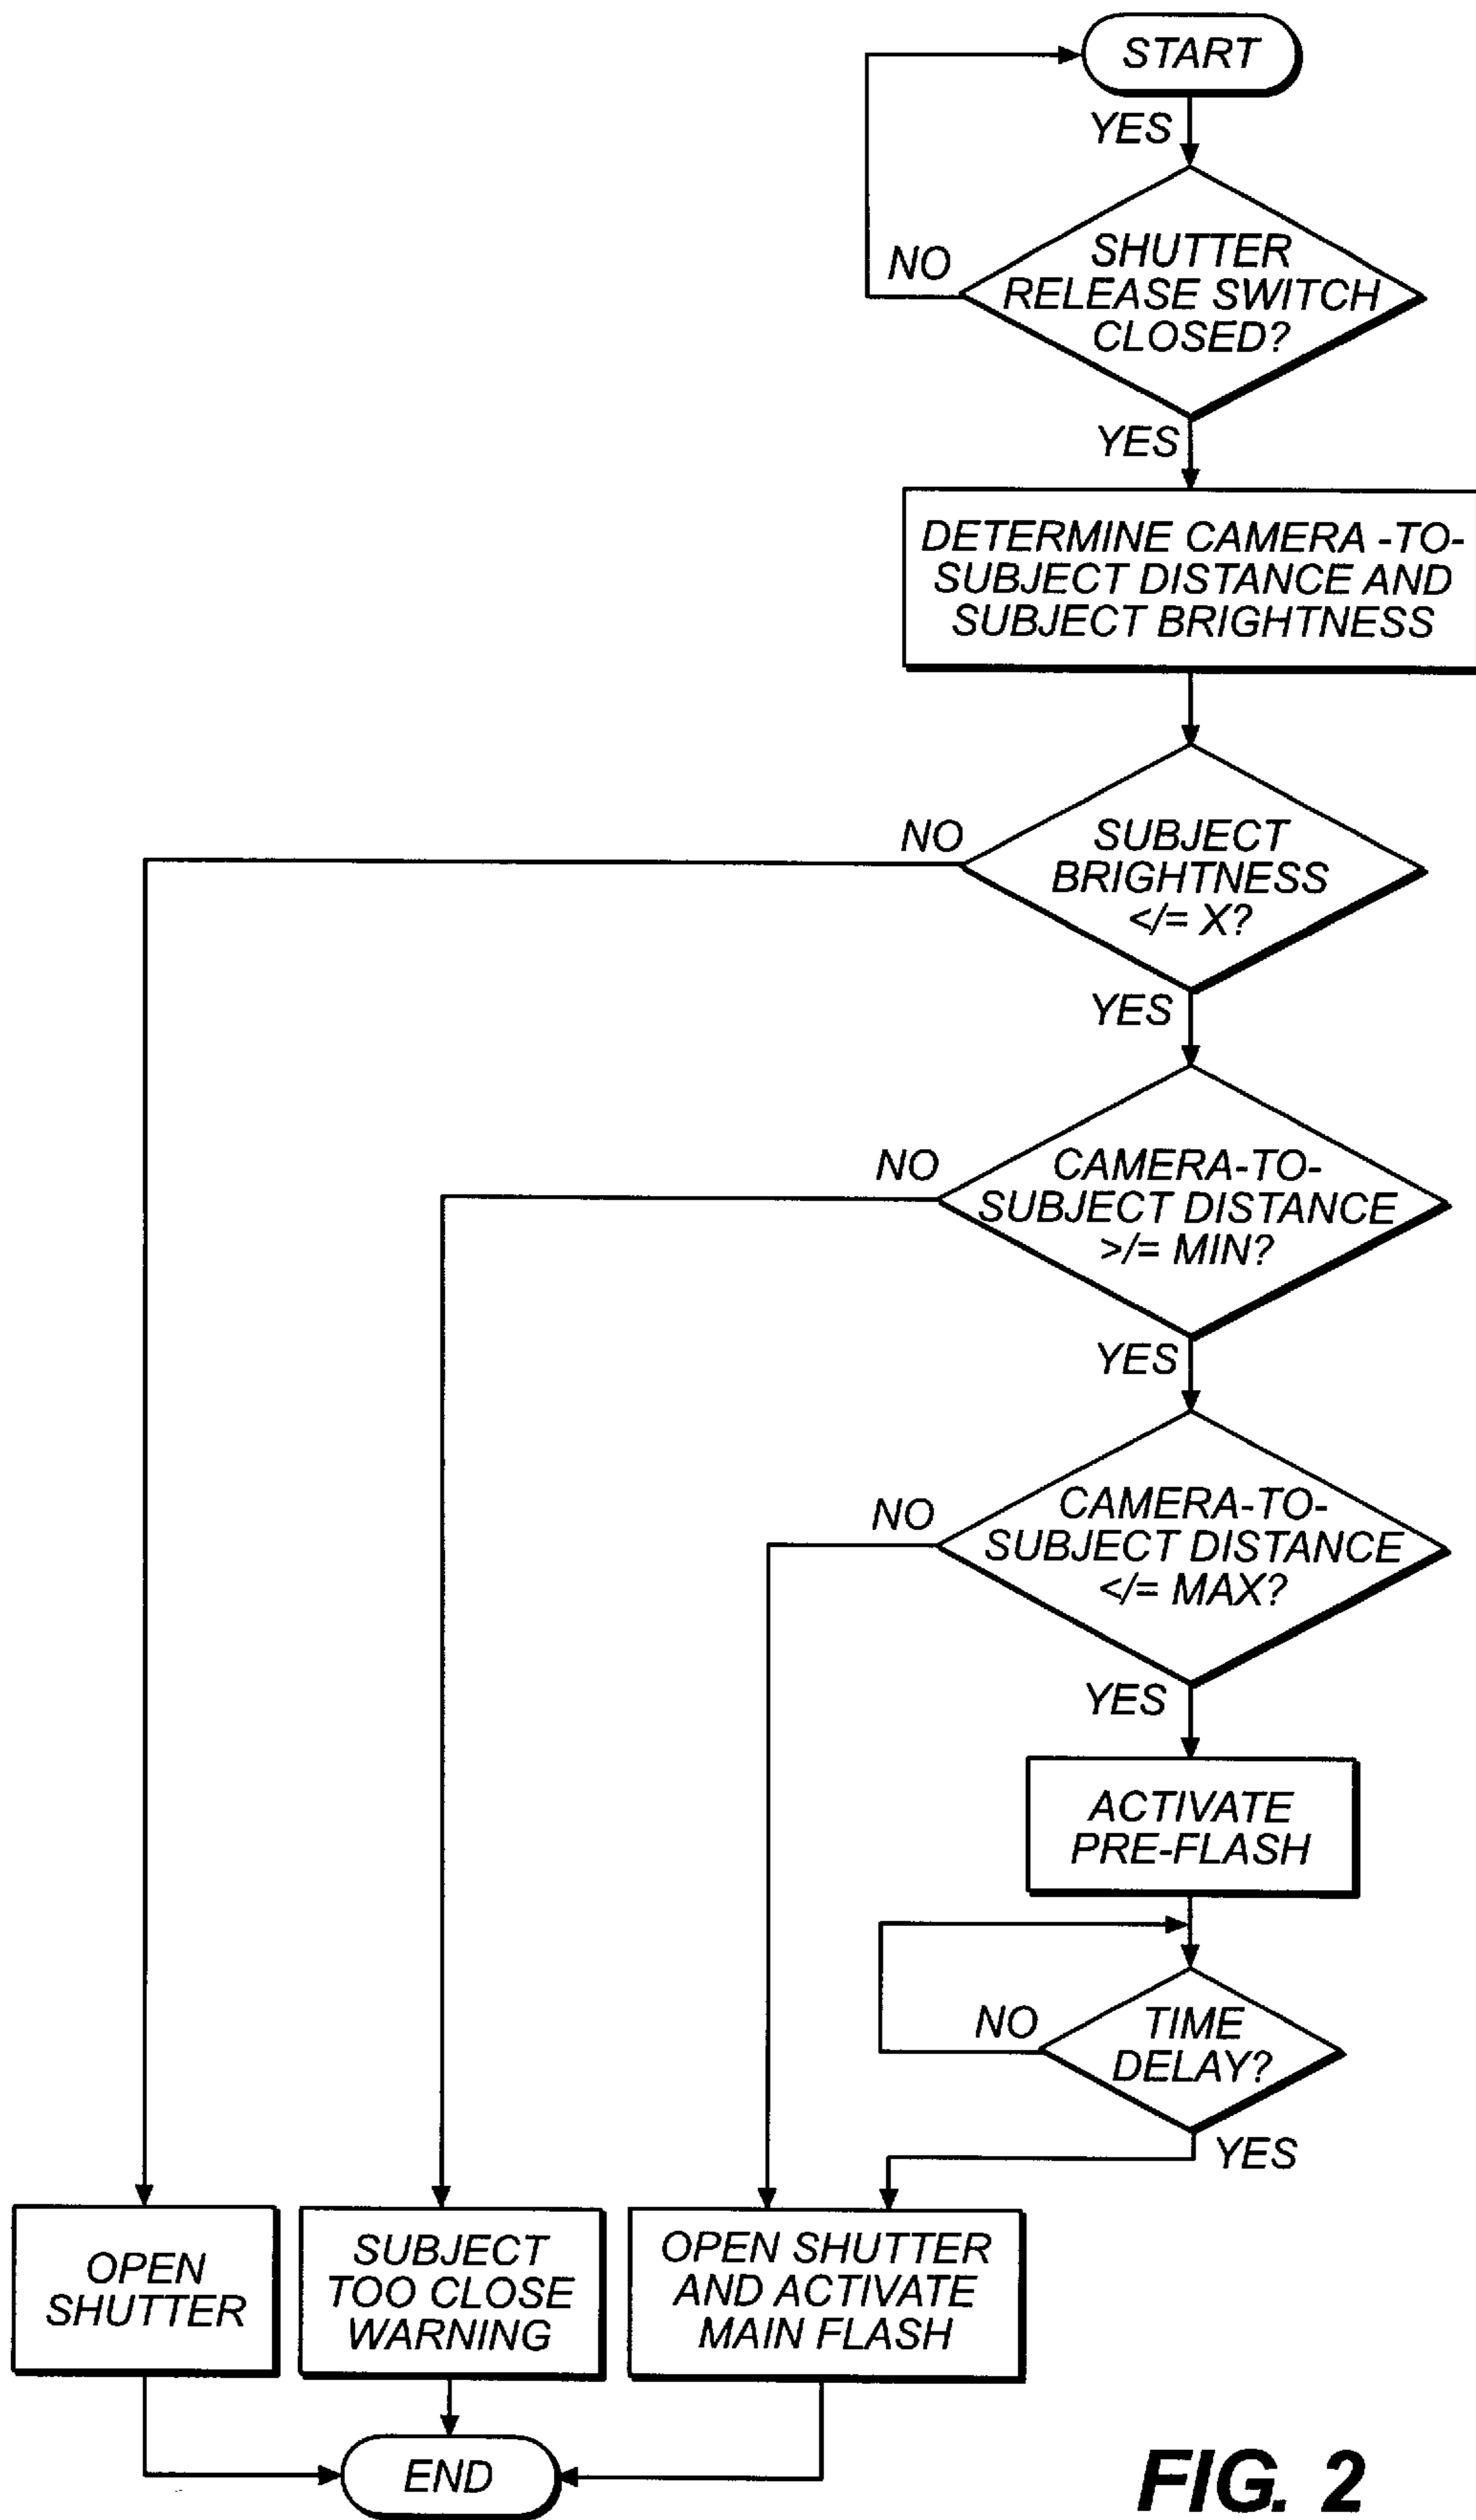 START
YES
SHUTTER
RELEASE SWITCH
CLOSED?
NO
YES
DETERMINE CAMERA -TO-
SUBJECT DISTANCE AND
SUBJECT BRIGHTNESS
NO
SUBJECT
BRIGHTNESS
</= X?
YES
NO
CAMERA-TO-
SUBJECT DISTANCE
>/= MIN?
YES
NO
CAMERA-TO-
SUBJECT DISTANCE
</= MAX?
YES
ACTIVATE
PRE-FLASH
NO
TIME
DELAY?
YES
OPEN
SHUTTER
SUBJECT
TOO CLOSE
WARNING
OPEN SHUTTER
AND ACTIVATE
MAIN FLASH
END
FIG. 2